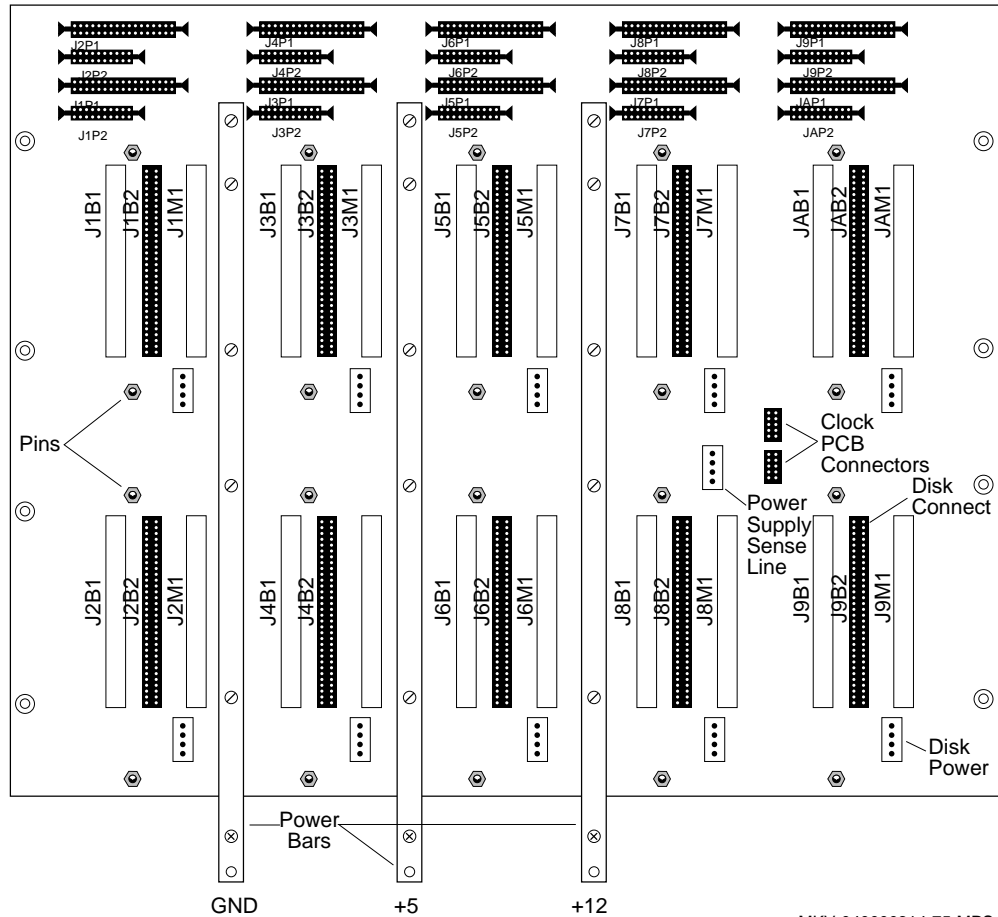 J2P1 J4P1 J6P1 J8P1 J9P1
J2P2 J4P2 J6P2 J8P2 J9P2
J1P1 J3P1 J5P1 J7P1 JAP1
J1P2 J3P2 J5P2 J7P2 JAP2
J1B1 J1B2 J1M1 J3B1 J3B2 J3M1 J5B1 J5B2 J5M1 J7B1 J7B2 J7M1 JAB1 JAB2 JAM1
Pins
Clock
PCB
Connectors
Disk
Connect
Power
Supply
Sense
Line
J2B1 J2B2 J2M1 J4B1 J4B2 J6B1 J6B2 J6M1 J8B1 J8B2 J8M1 J9B1 J9B2 J9M1
Disk
Power
Power
Bars
GND +5 +12